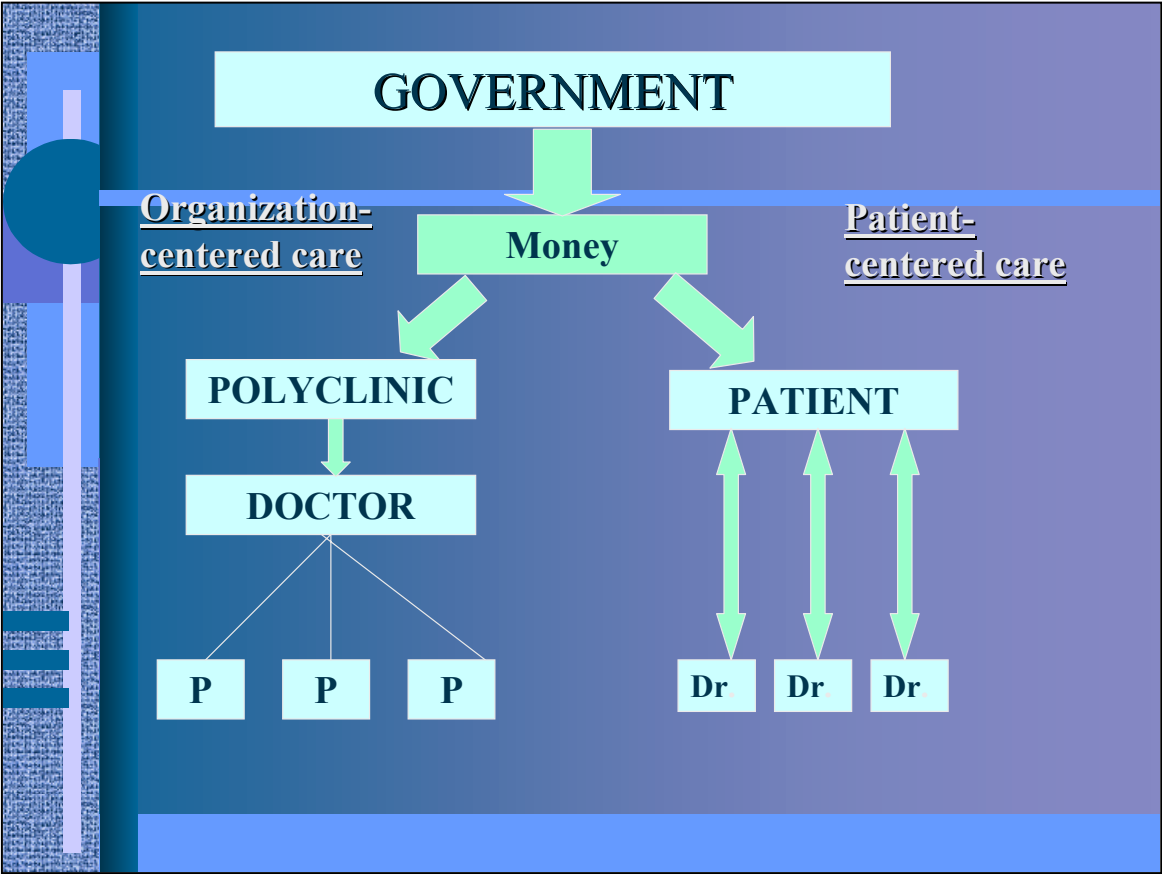 GOVERNMENT
Organization-
centered care
Money
Patient-
centered care
POLYCLINIC
PATIENT
DOCTOR
P
P
P
Dr.
Dr.
Dr.